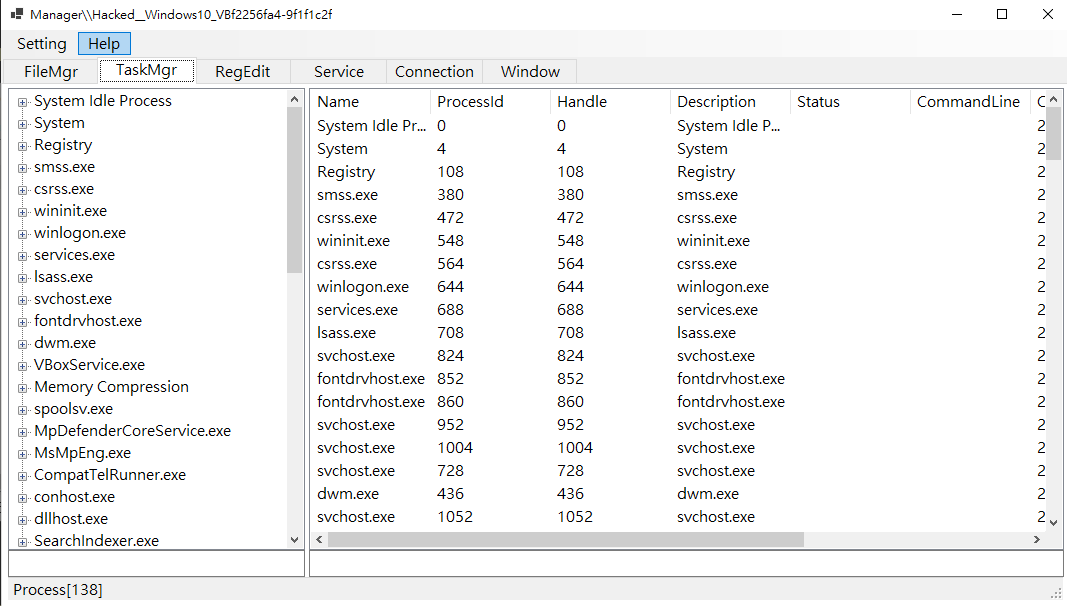 Manager\\Hacked__Windows10_VBf2256fa4-9f1f1c2f
Setting Help
FileMgr TaskMgr RegEdit Service Connection Window
System Idle Process
System
Registry
smss.exe
csrss.exe
wininit.exe
winlogon.exe
services.exe
lsass.exe
svchost.exe
fontdrvhost.exe
dwm.exe
VBoxService.exe
Memory Compression
spoolsv.exe
MpDefenderCoreService.exe
MsMpEng.exe
CompatTelRunner.exe
conhost.exe
dllhost.exe
SearchIndexer.exe
Name ProcessId Handle Description Status CommandLine C
System Idle Pr... 0 0 System Idle P... 2
System 4 4 System 2
Registry 108 108 Registry 2
smss.exe 380 380 smss.exe 2
csrss.exe 472 472 csrss.exe 2
wininit.exe 548 548 wininit.exe 2
csrss.exe 564 564 csrss.exe 2
winlogon.exe 644 644 winlogon.exe 2
services.exe 688 688 services.exe 2
lsass.exe 708 708 lsass.exe 2
svchost.exe 824 824 svchost.exe 2
fontdrvhost.exe 852 852 fontdrvhost.exe 2
fontdrvhost.exe 860 860 fontdrvhost.exe 2
svchost.exe 952 952 svchost.exe 2
svchost.exe 1004 1004 svchost.exe 2
svchost.exe 728 728 svchost.exe 2
dwm.exe 436 436 dwm.exe 2
svchost.exe 1052 1052 svchost.exe 2
Process[138]